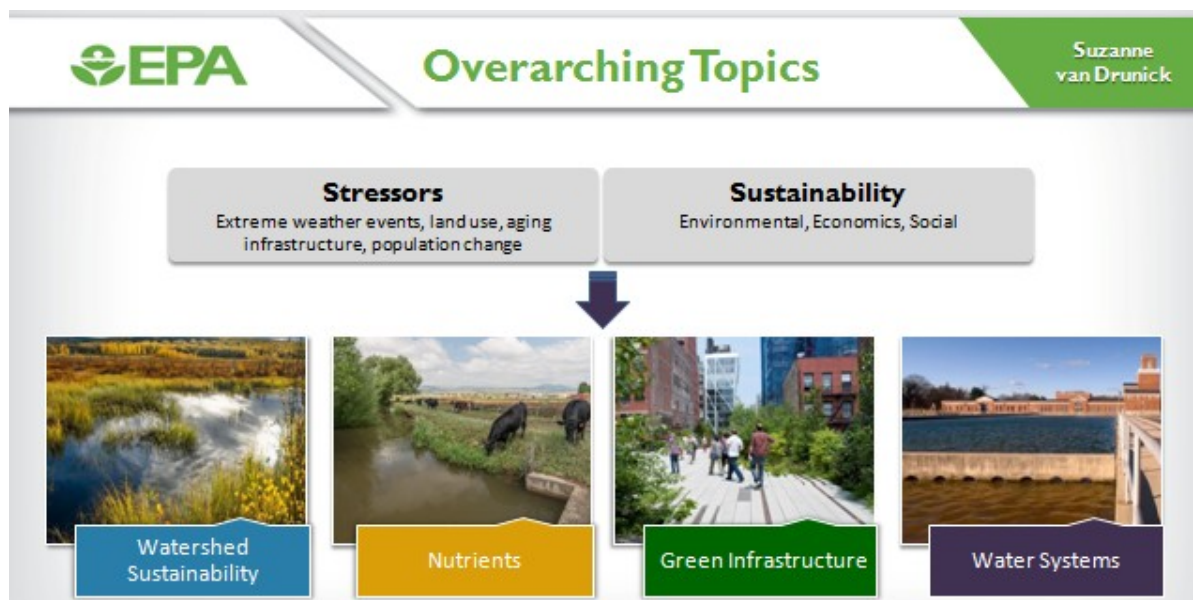 EPA
Overarching Topics
Suzanne
van Drunick
Stressors
Extreme weather events, land use, aging
infrastructure, population change
Sustainability
Environmental, Economics, Social
Watershed
Sustainability
Nutrients
Green Infrastructure
Water Systems